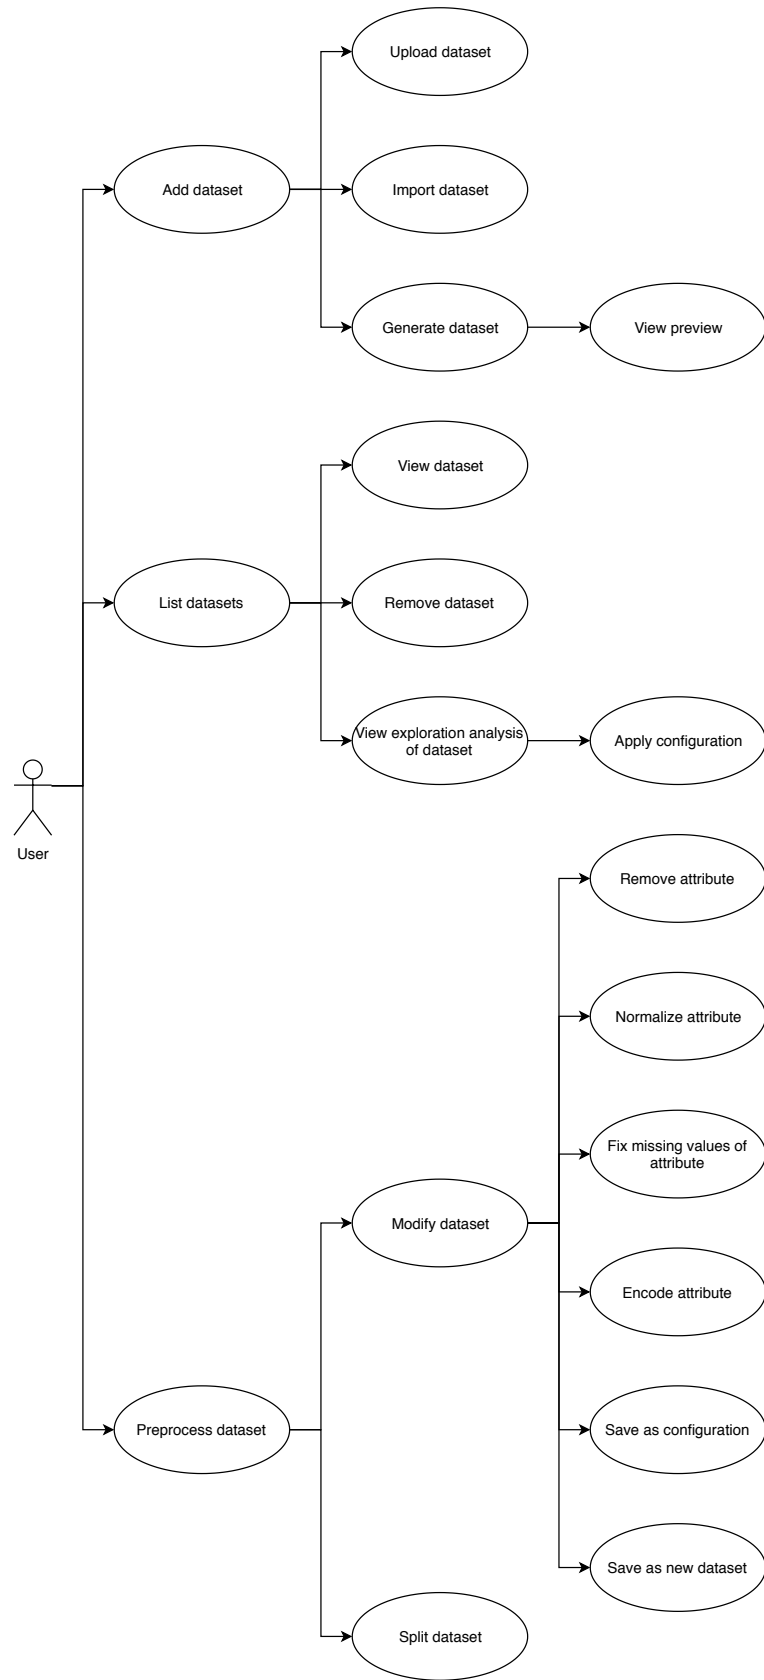 Upload dataset
Add dataset
Import dataset
Generate dataset
View preview
View dataset
List datasets
Remove dataset
View exploration analysis
of dataset
Apply configuration
User
Remove attribute
Normalize attribute
Fix missing values of
attribute
Modify dataset
Encode attribute
Preprocess dataset
Save as configuration
Save as new dataset
Split dataset